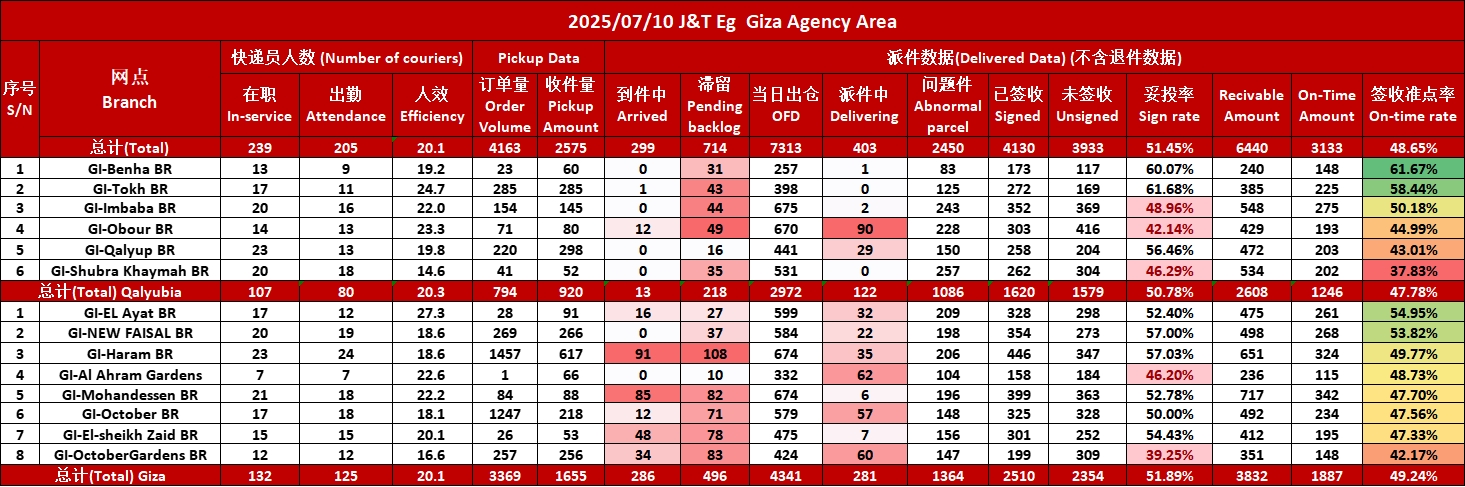 2025/07/10 J&T Eg  Giza Agency Area
序号 S/N 网点 Branch 快递员人数 (Number of couriers) Pickup Data 派件数据(Delivered Data) (不含退件数据)
在职 In-service 出勤 Attendance 人效 Efficiency 订单量 Order Volume 收件量 Pickup Amount 到件中 Arrived 滞留 Pending backlog 当日出仓 OFD 派件中 Delivering 问题件 Abnormal parcel 已签收 Signed 未签收 Unsigned 妥投率 Sign rate Recivable Amount On-Time Amount 签收准点率 On-time rate
总计(Total) 239 205 20.1 4163 2575 299 714 7313 403 2450 4130 3933 51.45% 6440 3133 48.65%
1 GI-Benha BR 13 9 19.2 23 60 0 31 257 1 83 173 117 60.07% 240 148 61.67%
2 GI-Tokh BR 17 11 24.7 285 285 1 43 398 0 125 272 169 61.68% 385 225 58.44%
3 GI-Imbaba BR 20 16 22.0 154 145 0 44 675 2 243 352 369 48.96% 548 275 50.18%
4 GI-Obour BR 14 13 23.3 71 80 12 49 670 90 228 303 416 42.14% 429 193 44.99%
5 GI-Qalyup BR 23 13 19.8 220 298 0 16 441 29 150 258 204 56.46% 472 203 43.01%
6 GI-Shubra Khaymah BR 20 18 14.6 41 52 0 35 531 0 257 262 304 46.29% 534 202 37.83%
总计(Total) Qalyubia 107 80 20.3 794 920 13 218 2972 122 1086 1620 1579 50.78% 2608 1246 47.78%
1 GI-EL Ayat BR 17 12 27.3 28 91 16 27 599 32 209 328 298 52.40% 475 261 54.95%
2 GI-NEW FAISAL BR 20 19 18.6 269 266 0 37 584 22 198 354 273 57.00% 498 268 53.82%
3 GI-Haram BR 23 24 18.6 1457 617 91 108 674 35 206 446 347 57.03% 651 324 49.77%
4 GI-Al Ahram Gardens 7 7 22.6 1 66 0 10 332 62 104 158 184 46.20% 236 115 48.73%
5 GI-Mohandessen BR 21 18 22.2 84 88 85 82 674 6 196 399 363 52.78% 717 342 47.70%
6 GI-October BR 17 18 18.1 1247 218 12 71 579 57 148 325 328 50.00% 492 234 47.56%
7 GI-El-sheikh Zaid BR 15 15 20.1 26 53 48 78 475 7 156 301 252 54.43% 412 195 47.33%
8 GI-OctoberGardens BR 12 12 16.6 257 256 34 83 424 60 147 199 309 39.25% 351 148 42.17%
总计(Total) Giza 132 125 20.1 3369 1655 286 496 4341 281 1364 2510 2354 51.89% 3832 1887 49.24%